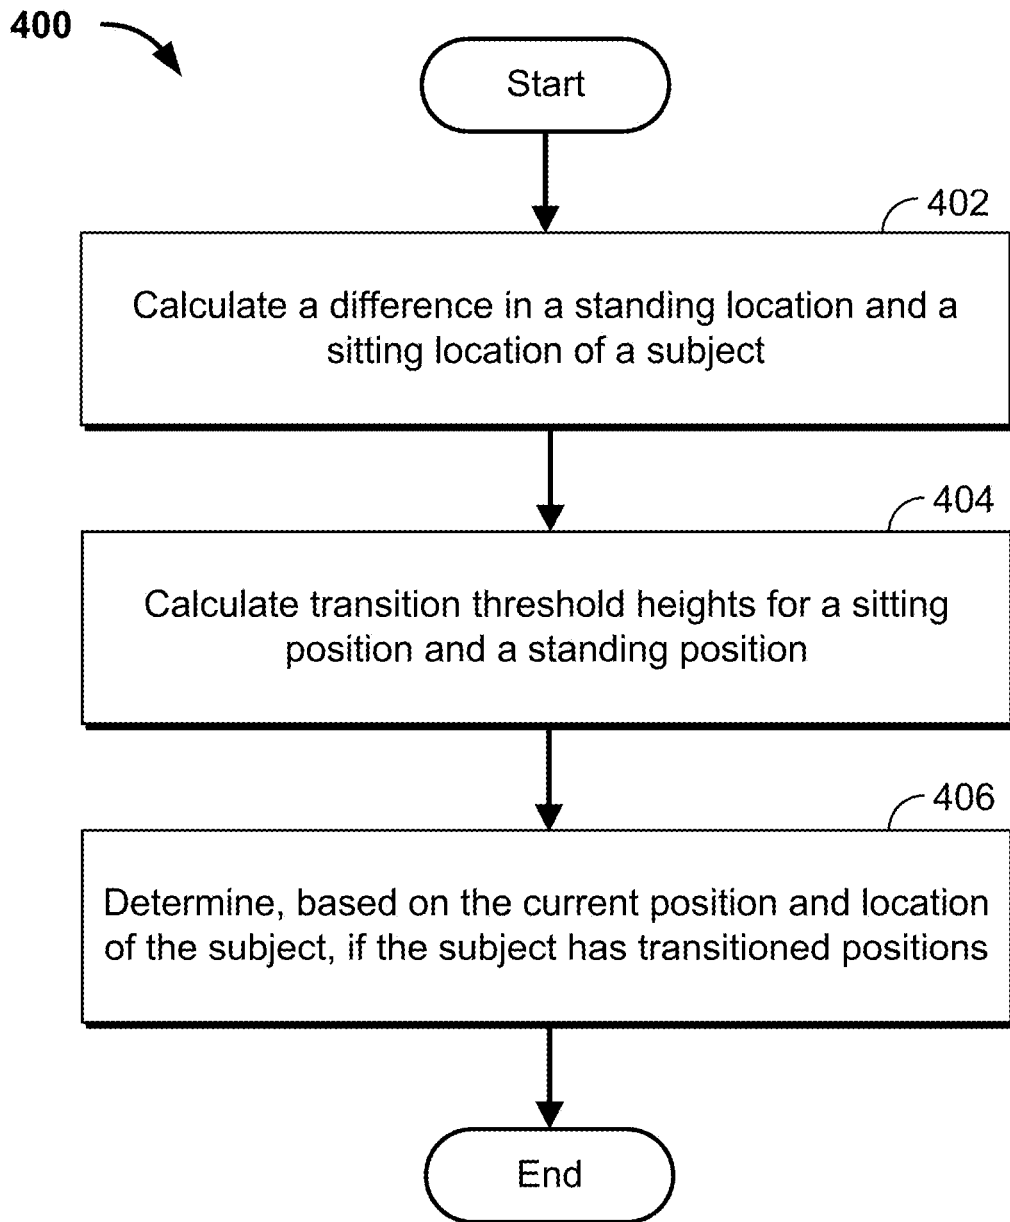 400
Start
402
Calculate a difference in a standing location and a
sitting location of a subject
404
Calculate transition threshold heights for a sitting
position and a standing position
406
Determine, based on the current position and location
of the subject, if the subject has transitioned positions
End